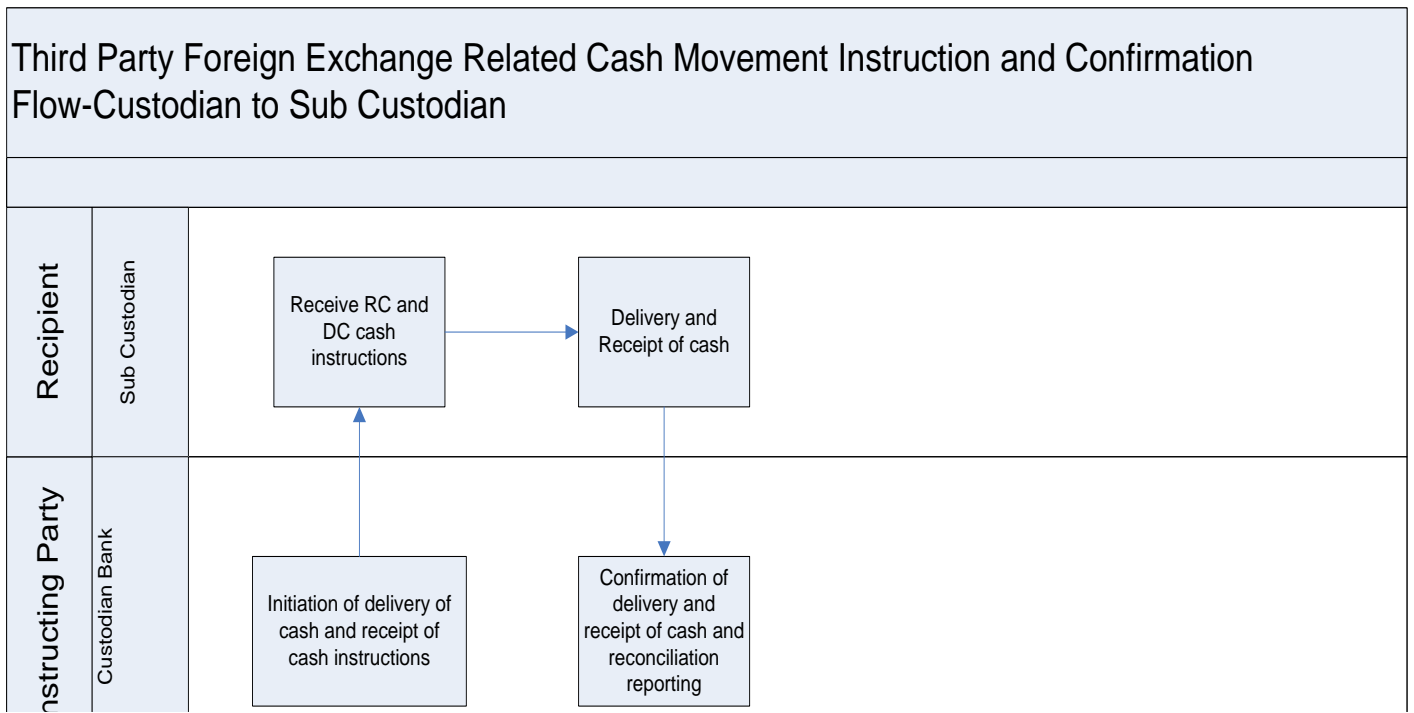 Third Party Foreign Exchange Related Cash Movement Instruction and Confirmation
Flow-Custodian to Sub Custodian
Recipient
Sub Custodian
Receive RC and
DC cash
instructions
Delivery and
Receipt of cash
nstructing Party
Custodian Bank
Initiation of delivery of
cash and receipt of
cash instructions
Confirmation of
delivery and
receipt of cash and
reconciliation
reporting